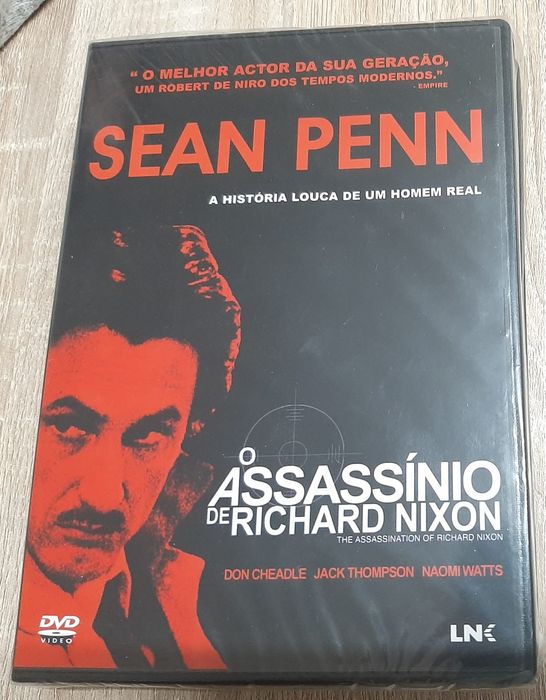 “ O MELHOR ACTOR DA SUA GERAÇÃO,
UM ROBERT DE NIRO DOS TEMPOS MODERNOS.”
- EMPIRE
SEAN PENN
A HISTÓRIA LOUCA DE UM HOMEM REAL
O
ASSASSÍNIO
DE RICHARD NIXON
THE ASSASSINATION OF RICHARD NIXON
DON CHEADLE JACK THOMPSON NAOMI WATTS
DVD
VIDEO
LNK